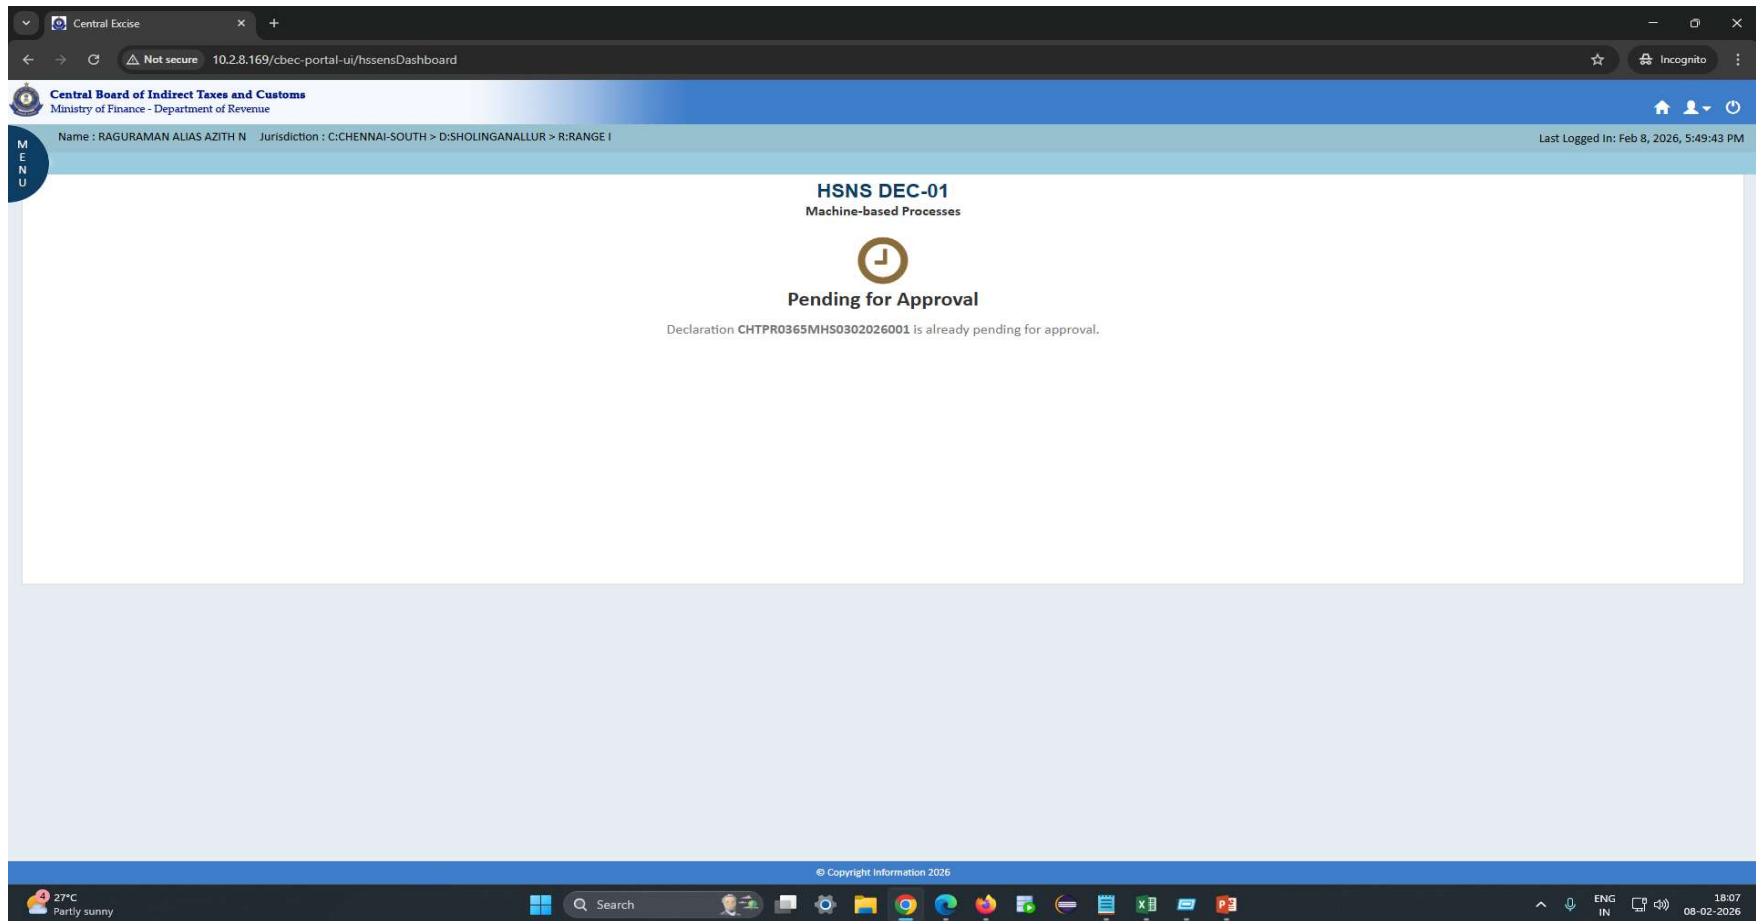 Central Excise
Not secure 10.2.8.169/cbec-portal-ui/hssensDashboard
Incognito
Central Board of Indirect Taxes and Customs
Ministry of Finance - Department of Revenue
Name : RAGURAMAN ALIAS AZITH N Jurisdiction : C:CHENNAI-SOUTH > D:SHOLINGANALLUR > R:RANGE I
Last Logged In: Feb 8, 2026, 5:49:43 PM
MENU
HSNS DEC-01
Machine-based Processes
Pending for Approval
Declaration CHTPR0365MHS0302026001 is already pending for approval.
© Copyright Information 2026
4
27°C
Partly sunny
Search
ENG
IN
18:07
08-02-2026